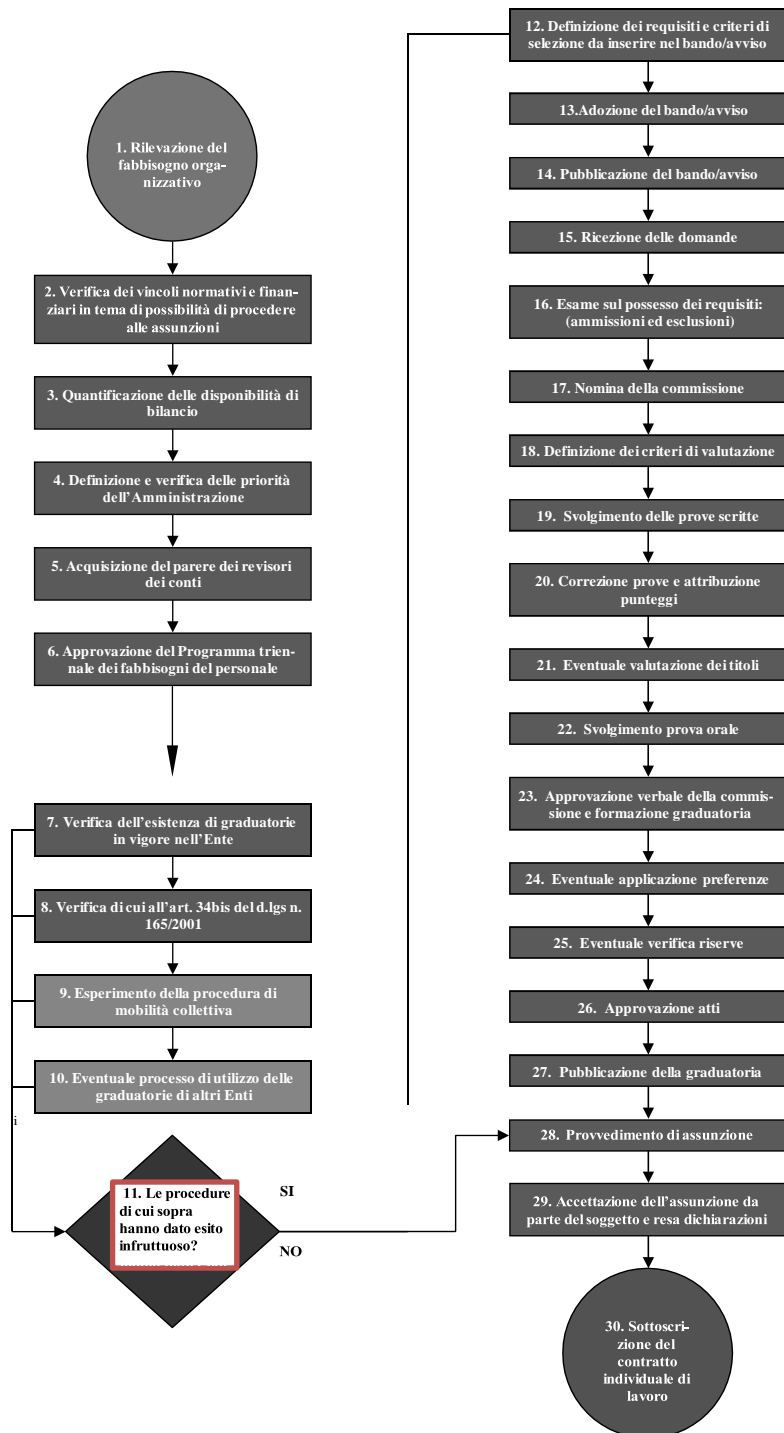 1. Rilevazione del
fabbisogno orga-
nizzativo
2. Verifica dei vincoli normativi e finan-
ziari in tema di possibilità di procedere
alle assunzioni
3. Quantificazione delle disponibilità di
bilancio
4. Definizione e verifica delle priorità
dell'Amministrazione
5. Acquisizione del parere dei revisori
dei conti
6. Approvazione del Programma trien-
nale dei fabbisogni del personale
7. Verifica dell'esistenza di graduatorie
in vigore nell'Ente
8. Verifica di cui all'art. 34bis del d.lgs n.
165/2001
9. Esperimento della procedura di
mobilità collettiva
10. Eventuale processo di utilizzo delle
graduatorie di altri Enti
i
11. Le procedure
di cui sopra
hanno dato esito
infruttuoso?
SI
NO
12. Definizione dei requisiti e criteri di
selezione da inserire nel bando/avviso
13.Adozione del bando/avviso
14. Pubblicazione del bando/avviso
15. Ricezione delle domande
16. Esame sul possesso dei requisiti:
(ammissioni ed esclusioni)
17. Nomina della commissione
18. Definizione dei criteri di valutazione
19. Svolgimento delle prove scritte
20. Correzione prove e attribuzione
punteggi
21. Eventuale valutazione dei titoli
22. Svolgimento prova orale
23. Approvazione verbale della commis-
sione e formazione graduatoria
24. Eventuale applicazione preferenze
25. Eventuale verifica riserve
26. Approvazione atti
27. Pubblicazione della graduatoria
28. Provvedimento di assunzione
29. Accettazione dell'assunzione da
parte del soggetto e resa dichiarazioni
30. Sottoscri-
zione del
contratto
individuale di
lavoro